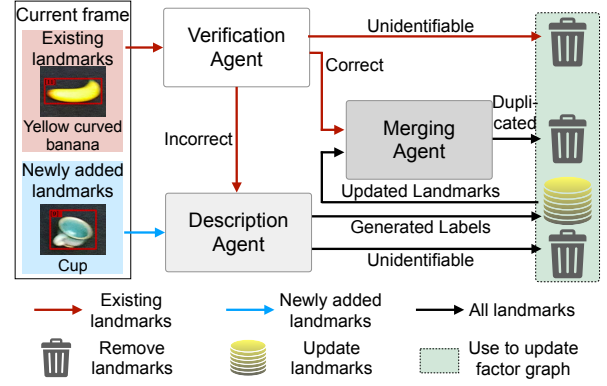 Current frame
Existing
landmarks
Yellow curved
banana
Newly added
landmarks
Cup
Verification
Agent
Unidentifiable
Correct
Incorrect
Merging
Agent
Dupli-
cated
Updated Landmarks
Description
Agent
Generated Labels
Unidentifiable
Existing
landmarks
Newly added
landmarks
All landmarks
Remove
landmarks
Update
landmarks
Use to update
factor graph